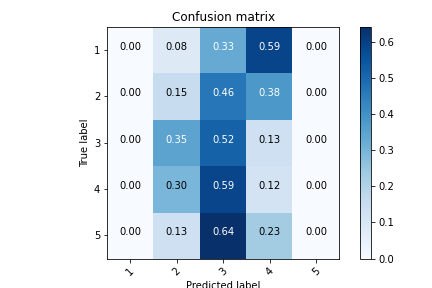 Confusion matrix
1 0.00 0.08 0.33 0.59 0.00
2 0.00 0.15 0.46 0.38 0.00
3 0.00 0.35 0.52 0.13 0.00
4 0.00 0.30 0.59 0.12 0.00
5 0.00 0.13 0.64 0.23 0.00
True label
1 2 3 4 5
Predicted label
0.6
0.5
0.4
0.3
0.2
0.1
0.0